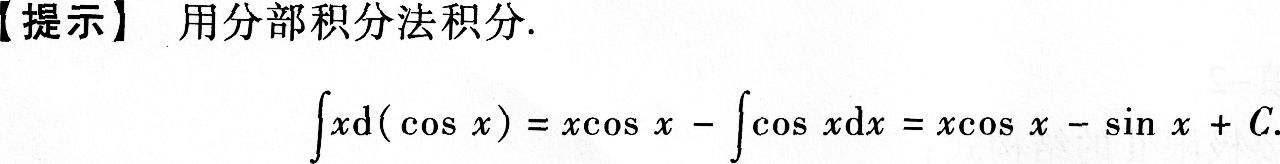 【提示】 用分部积分法积分.
∫xd(cos x) = xcos x - ∫cos xdx = xcos x - sin x + C.